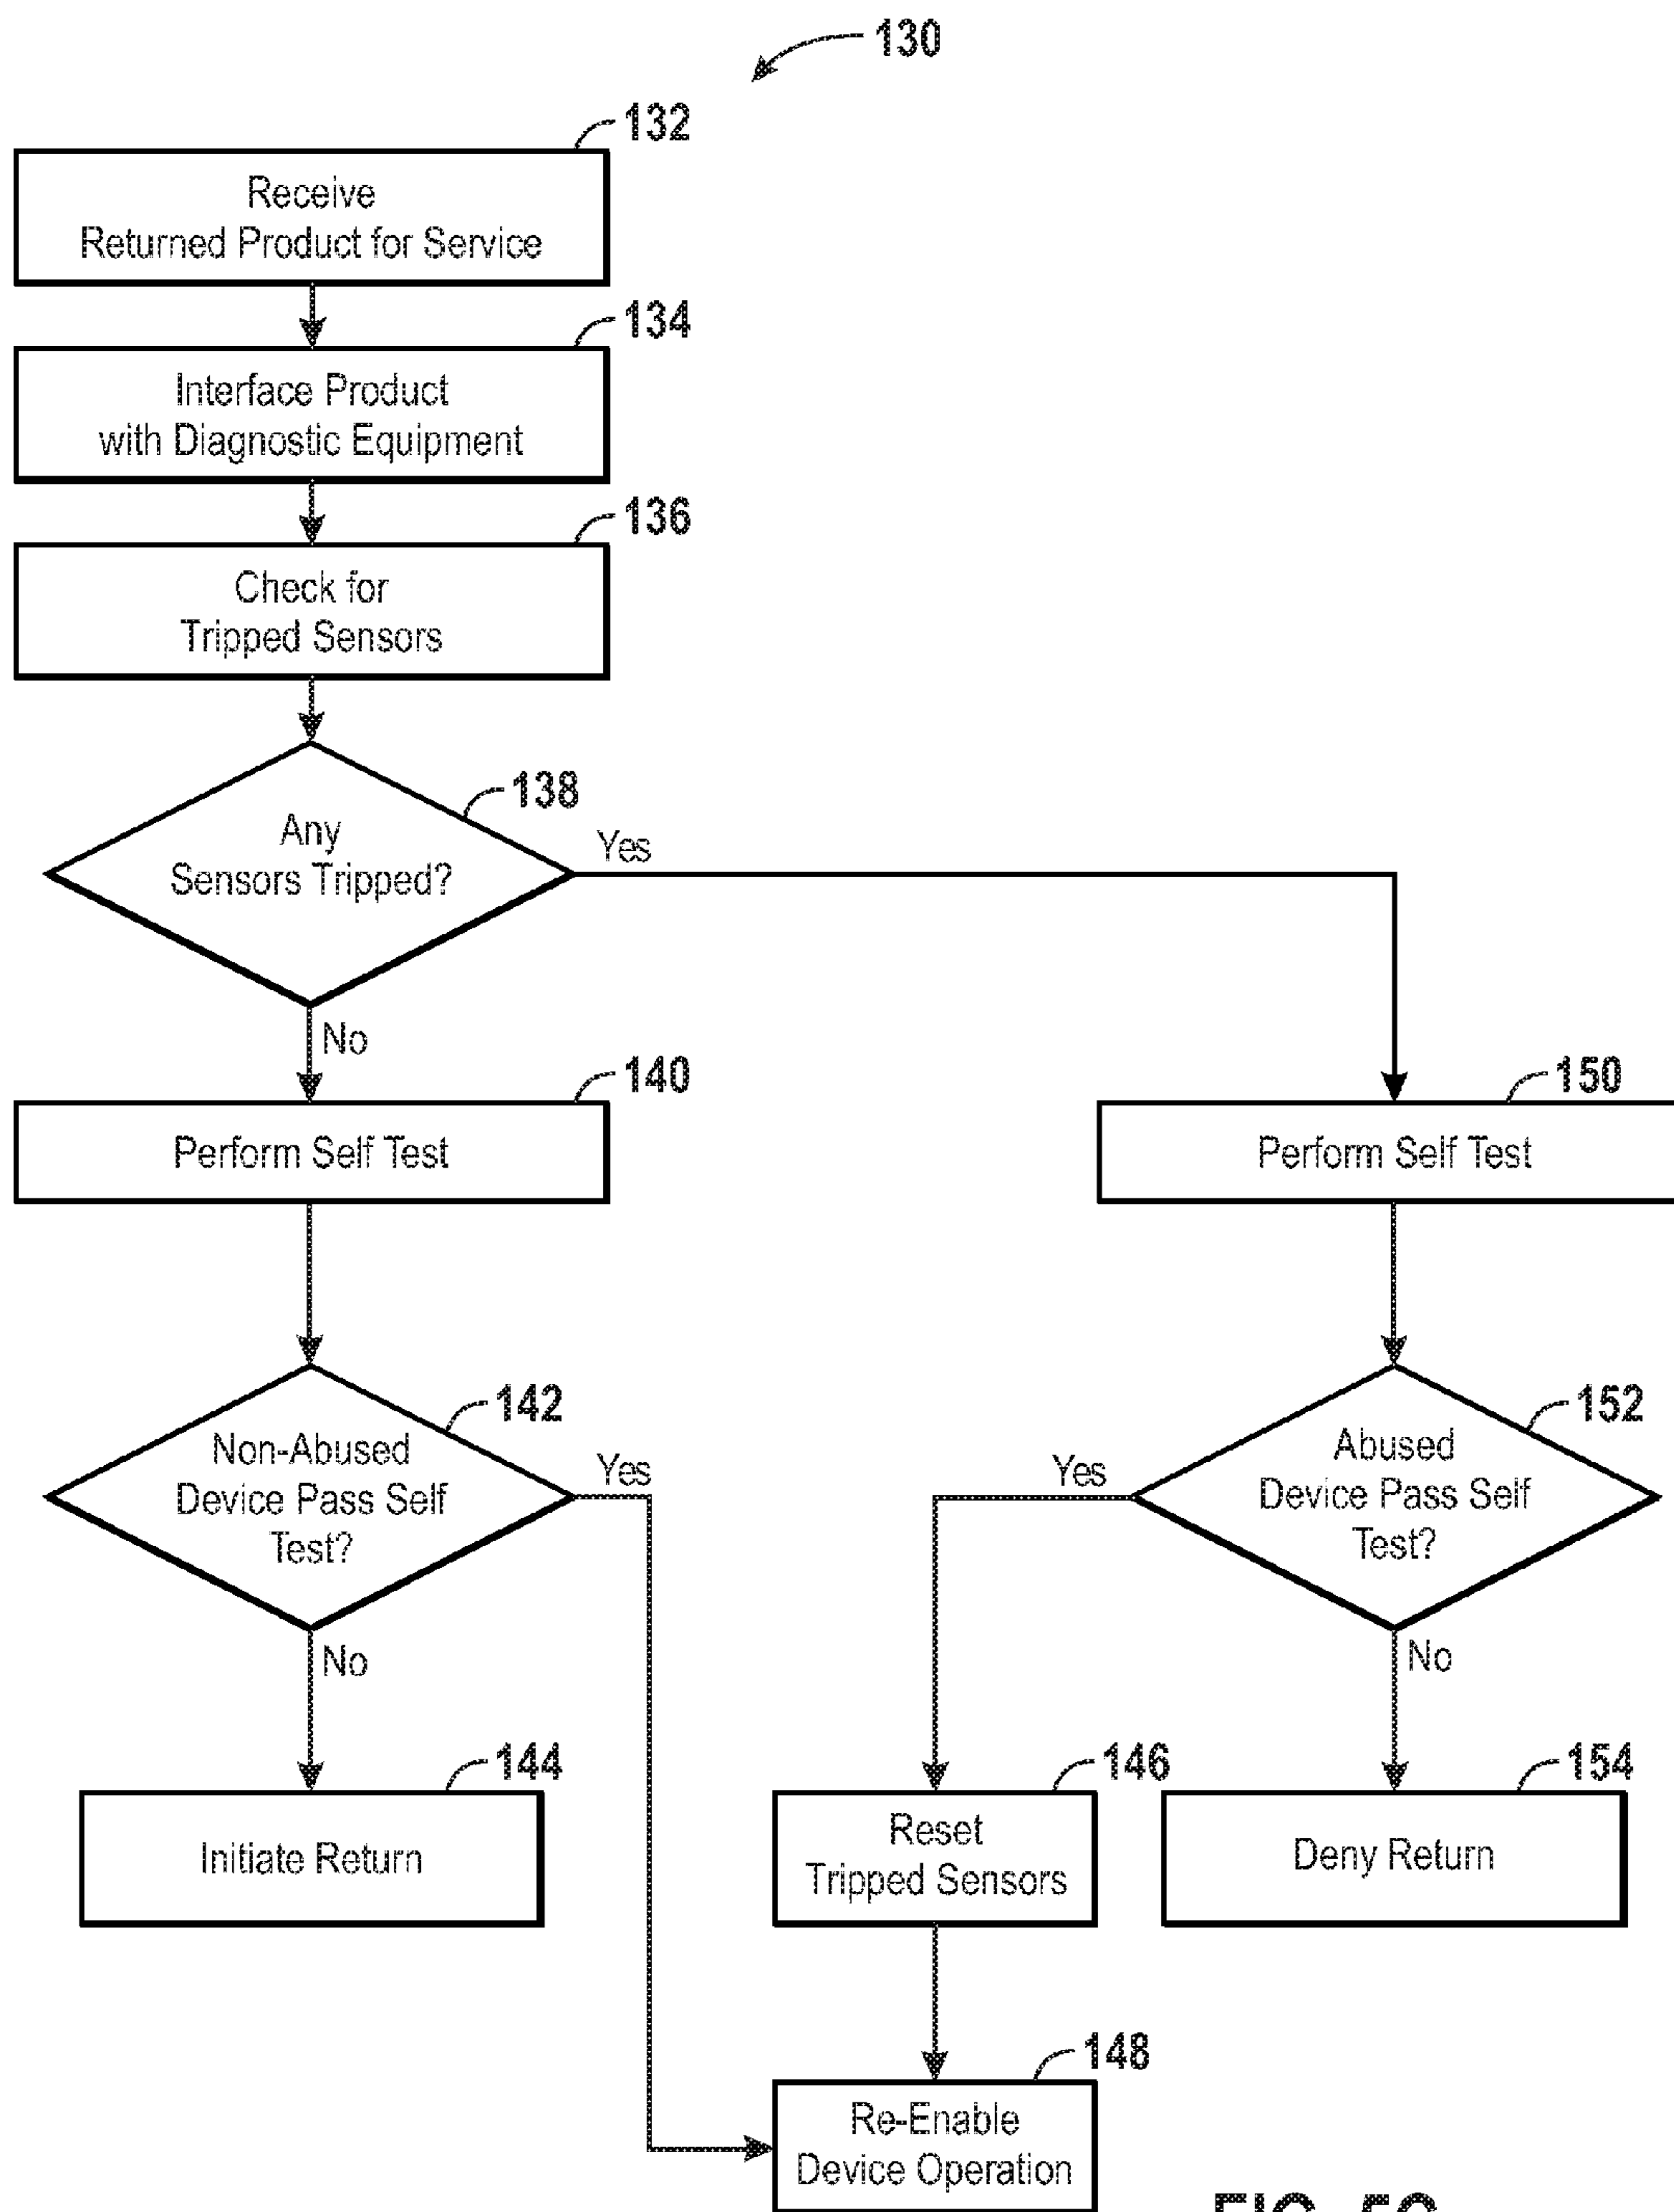 130
132
Receive
Returned Product for Service
134
Interface Product
with Diagnostic Equipment
136
Check for
Tripped Sensors
138
Any
Sensors Tripped?
Yes
No
140
Perform Self Test
150
Perform Self Test
142
Non-Abused
Device Pass Self
Test?
Yes
No
152
Abused
Device Pass Self
Test?
Yes
No
144
Initiate Return
146
Reset
Tripped Sensors
154
Deny Return
148
Re-Enable
Device Operation
FIG. 5C